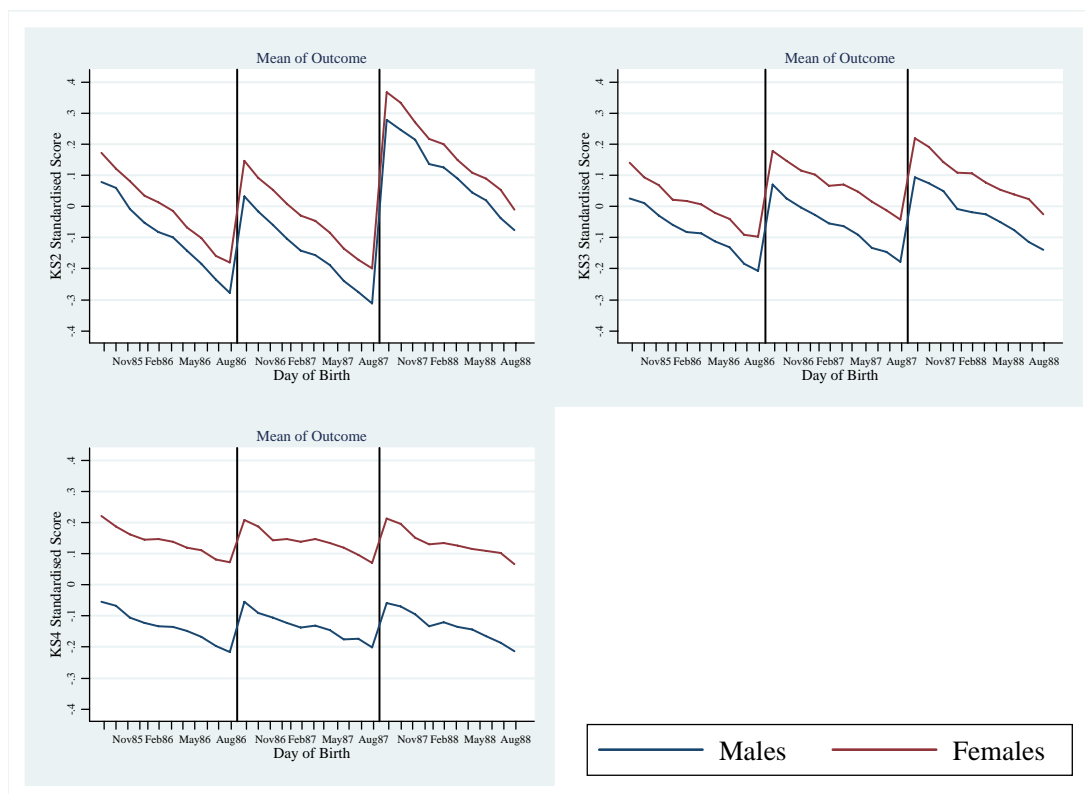 Mean of Outcome
KS2 Standardised Score
.4
.3
.2
.1
0
-.1
-.2
-.3
-.4
Nov85 Feb86 May86 Aug86 Nov86 Feb87 May87 Aug87 Nov87 Feb88 May88 Aug88
Day of Birth
Mean of Outcome
KS3 Standardised Score
.4
.3
.2
.1
0
-.1
-.2
-.3
-.4
Nov85 Feb86 May86 Aug86 Nov86 Feb87 May87 Aug87 Nov87 Feb88 May88 Aug88
Day of Birth
Mean of Outcome
KS4 Standardised Score
.4
.3
.2
.1
0
-.1
-.2
-.3
-.4
Nov85 Feb86 May86 Aug86 Nov86 Feb87 May87 Aug87 Nov87 Feb88 May88 Aug88
Day of Birth
Males Females